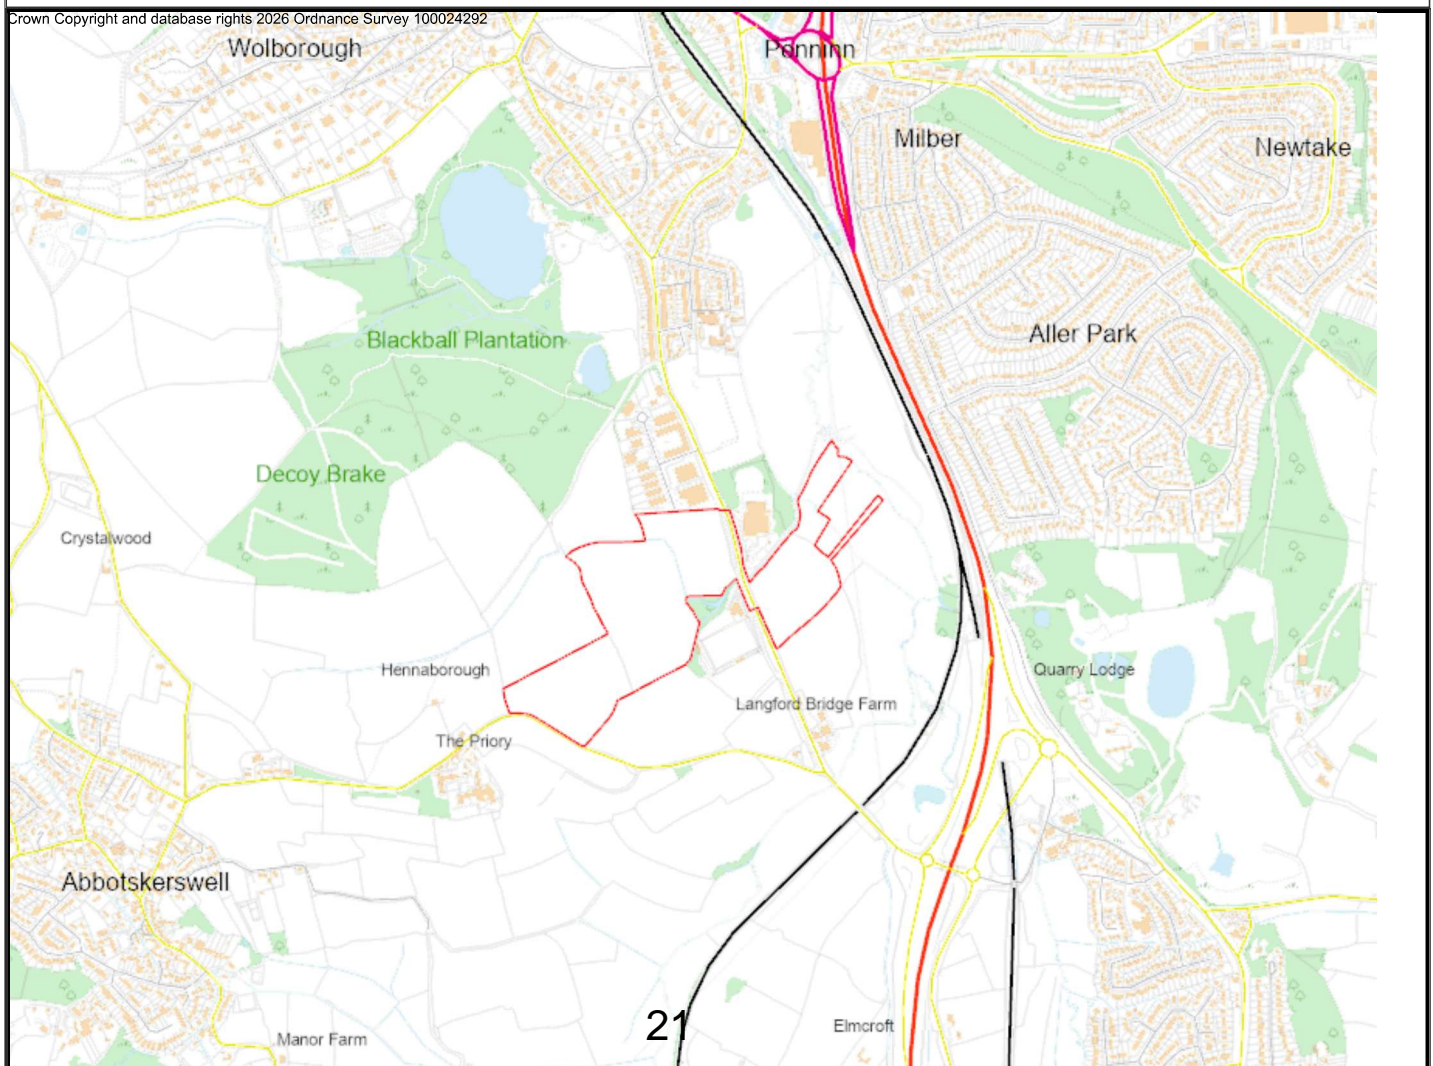 Crown Copyright and database rights 2026 Ordnance Survey 100024292
Wolborough
Penninn
Milber
Newtake
Blackball Plantation
Aller Park
Decoy Brake
Crystalwood
Hennaborough
Quarry Lodge
Langford Bridge Farm
The Priory
Abbotskerswell
21
Elmcroft
Manor Farm